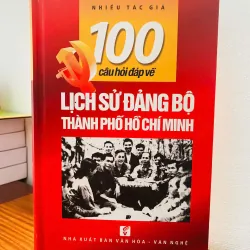 NHIỀU TÁC GIẢ
100
câu hỏi đáp về
LỊCH SỬ ĐẢNG BỘ
THÀNH PHỐ HỒ CHÍ MINH
NHÀ XUẤT BẢN VĂN HÓA - VĂN NGHỆ